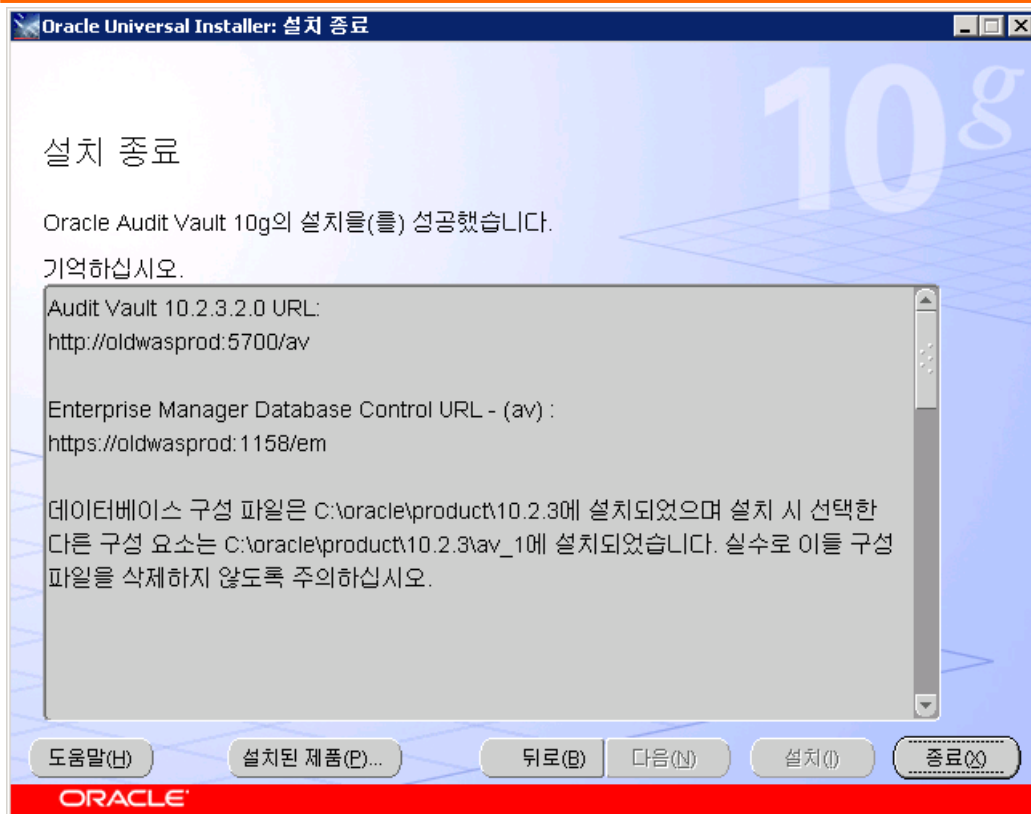 Oracle Universal Installer: 설치 종료
10g
설치 종료
Oracle Audit Vault 10g의 설치을(를) 성공했습니다.
기억하십시오.
Audit Vault 10.2.3.2.0 URL:
http://oldwasprod:5700/av
Enterprise Manager Database Control URL - (av) :
https://oldwasprod:1158/em
데이터베이스 구성 파일은 C:\oracle\product\10.2.3에 설치되었으며 설치 시 선택한
다른 구성 요소는 C:\oracle\product\10.2.3\av_1에 설치되었습니다. 실수로 이들 구성
파일을 삭제하지 않도록 주의하십시오.
도움말(H) 설치된 제품(P)... 뒤로(B) 다음(N) 설치(I) 종료(X)
ORACLE